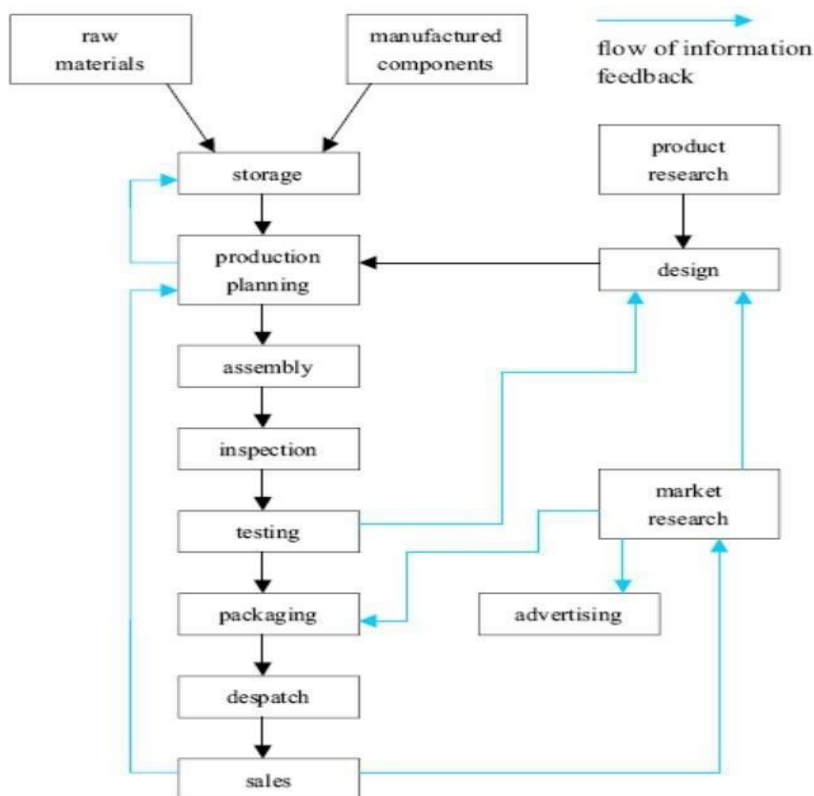 raw
materials
manufactured
components
flow of information
feedback
storage
product
research
production
planning
design
assembly
inspection
market
research
testing
packaging
advertising
despatch
sales